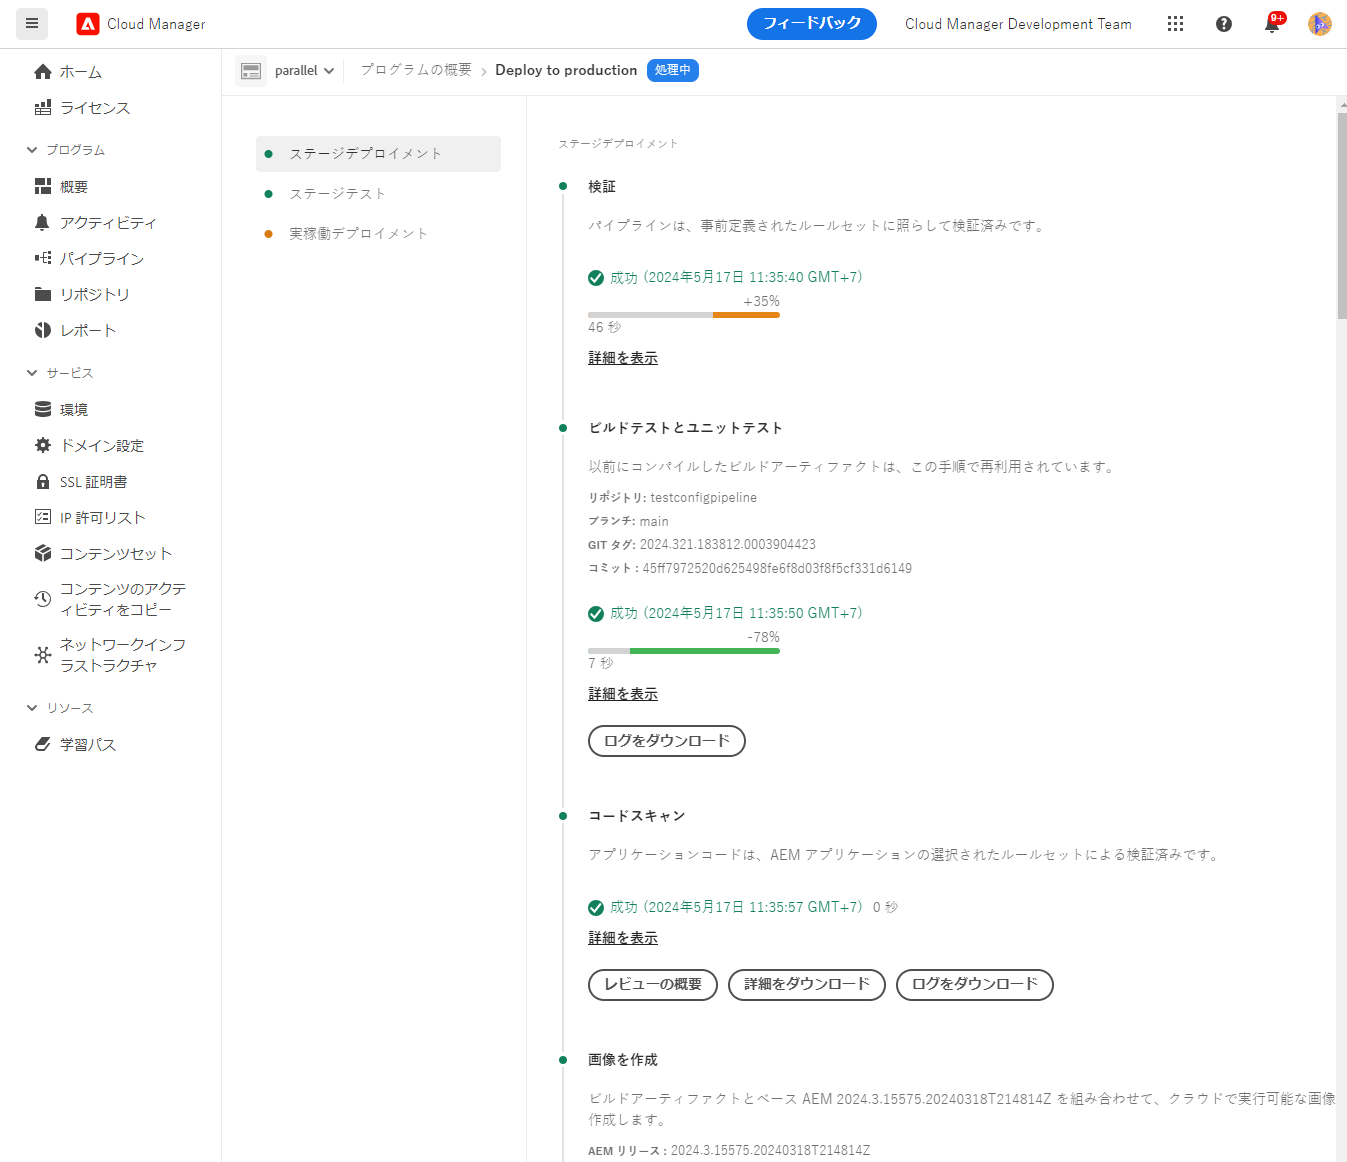 Cloud Manager
フィードバック
Cloud Manager Development Team
9+
ホーム
ライセンス
プログラム
概要
アクティビティ
パイプライン
リポジトリ
レポート
サービス
環境
ドメイン設定
SSL 証明書
IP 許可リスト
コンテンツセット
コンテンツのアクテ
ィビティをコピー
ネットワークインフ
ラストラクチャ
リソース
学習パス
parallel
プログラムの概要
Deploy to production
処理中
ステージデプロイメント
ステージテスト
実稼働デプロイメント
ステージデプロイメント
検証
パイプラインは、事前定義されたルールセットに照らして検証済みです。
成功 (2024年5月17日 11:35:40 GMT+7)
+35%
46 秒
詳細を表示
ビルドテストとユニットテスト
以前にコンパイルしたビルドアーティファクトは、この手順で再利用されています。
リポジトリ: testconfigpipeline
ブランチ: main
GIT タグ: 2024.321.183812.0003904423
コミット : 45ff7972520d625498fe6f8d03f8f5cf331d6149
成功 (2024年5月17日 11:35:50 GMT+7)
-78%
7 秒
詳細を表示
ログをダウンロード
コードスキャン
アプリケーションコードは、AEM アプリケーションの選択されたルールセットによる検証済みです。
成功 (2024年5月17日 11:35:57 GMT+7) 0 秒
詳細を表示
レビューの概要
詳細をダウンロード
ログをダウンロード
画像を作成
ビルドアーティファクトとベース AEM 2024.3.15575.20240318T214814Z を組み合わせて、クラウドで実行可能な画像
作成します。
AEM リリース : 2024.3.15575.20240318T214814Z